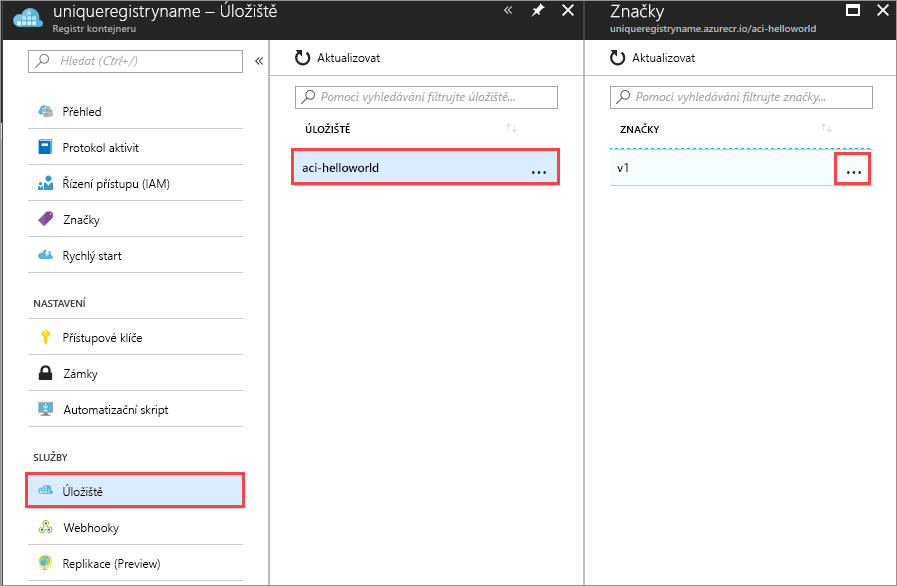 uniqueregistryname – Úložiště
Registr kontejneru
Hledat (Ctrl+/)
Přehled
Protokol aktivit
Řízení přístupu (IAM)
Značky
Rychlý start
NASTAVENÍ
Přístupové klíče
Zámky
Automatizační skript
SLUŽBY
Úložiště
Webhooky
Replikace (Preview)
Aktualizovat
Pomocí vyhledávání filtrujte úložiště...
ÚLOŽIŠTĚ
aci-helloworld ...
Značky
uniqueregistryname.azurecr.io/aci-helloworld
Aktualizovat
Pomocí vyhledávání filtrujte značky...
ZNAČKY
v1 ...